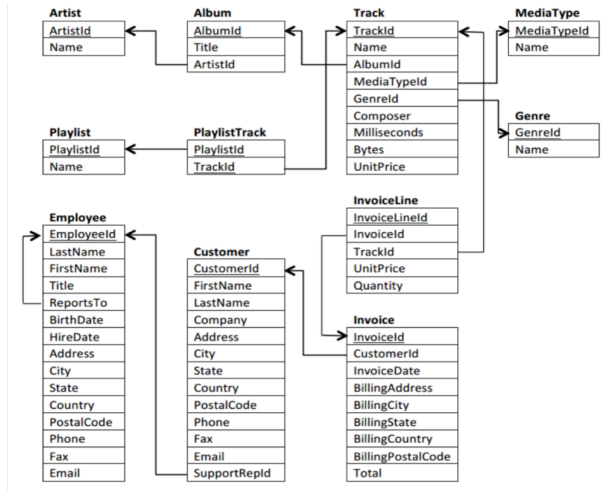 Artist
ArtistId
Name
Album
AlbumId
Title
ArtistId
Track
TrackId
Name
AlbumId
MediaTypeId
GenreId
Composer
Milliseconds
Bytes
UnitPrice
MediaType
MediaTypeId
Name
Genre
GenreId
Name
Playlist
PlaylistId
Name
PlaylistTrack
PlaylistId
TrackId
Employee
EmployeeId
LastName
FirstName
Title
ReportsTo
BirthDate
HireDate
Address
City
State
Country
PostalCode
Phone
Fax
Email
Customer
CustomerId
FirstName
LastName
Company
Address
City
State
Country
PostalCode
Phone
Fax
Email
SupportRepId
InvoiceLine
InvoiceLineId
InvoiceId
TrackId
UnitPrice
Quantity
Invoice
InvoiceId
CustomerId
InvoiceDate
BillingAddress
BillingCity
BillingState
BillingCountry
BillingPostalCode
Total